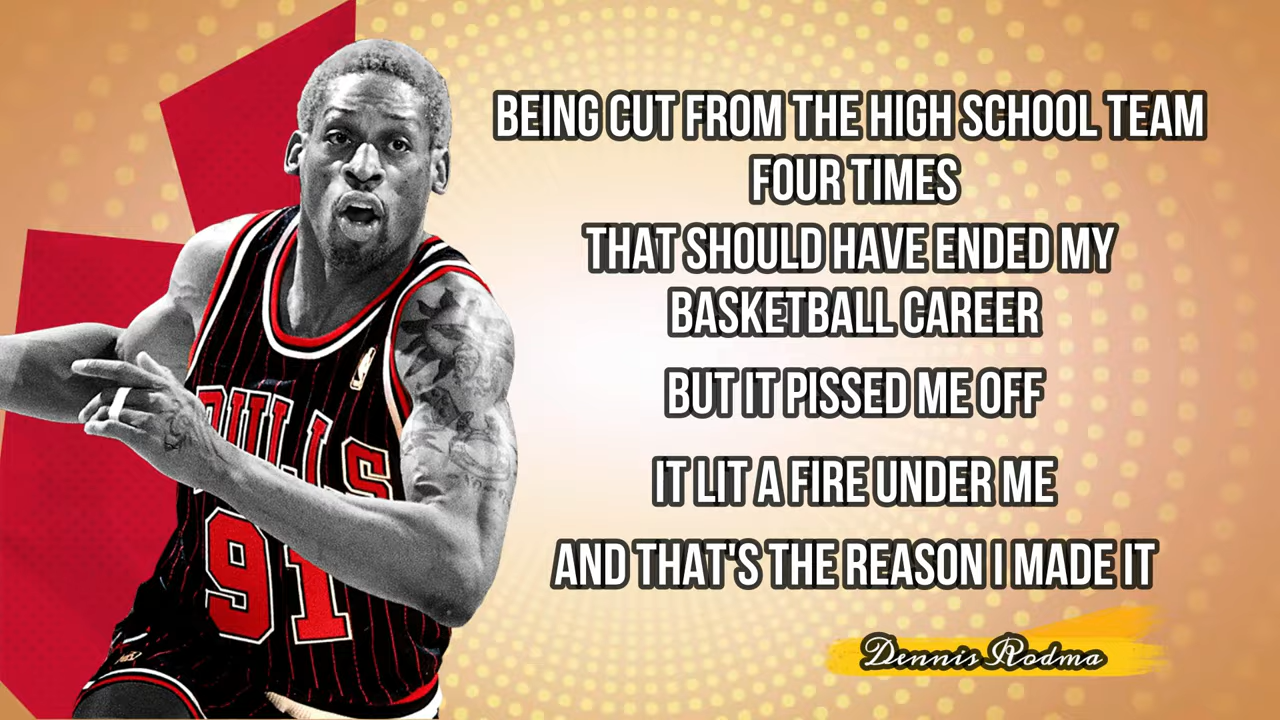 BEING CUT FROM THE HIGH SCHOOL TEAM
FOUR TIMES
THAT SHOULD HAVE ENDED MY
BASKETBALL CAREER
BUT IT PISSED ME OFF
IT LIT A FIRE UNDER ME
AND THAT'S THE REASON I MADE IT
Dennis Rodma
BULLS
91